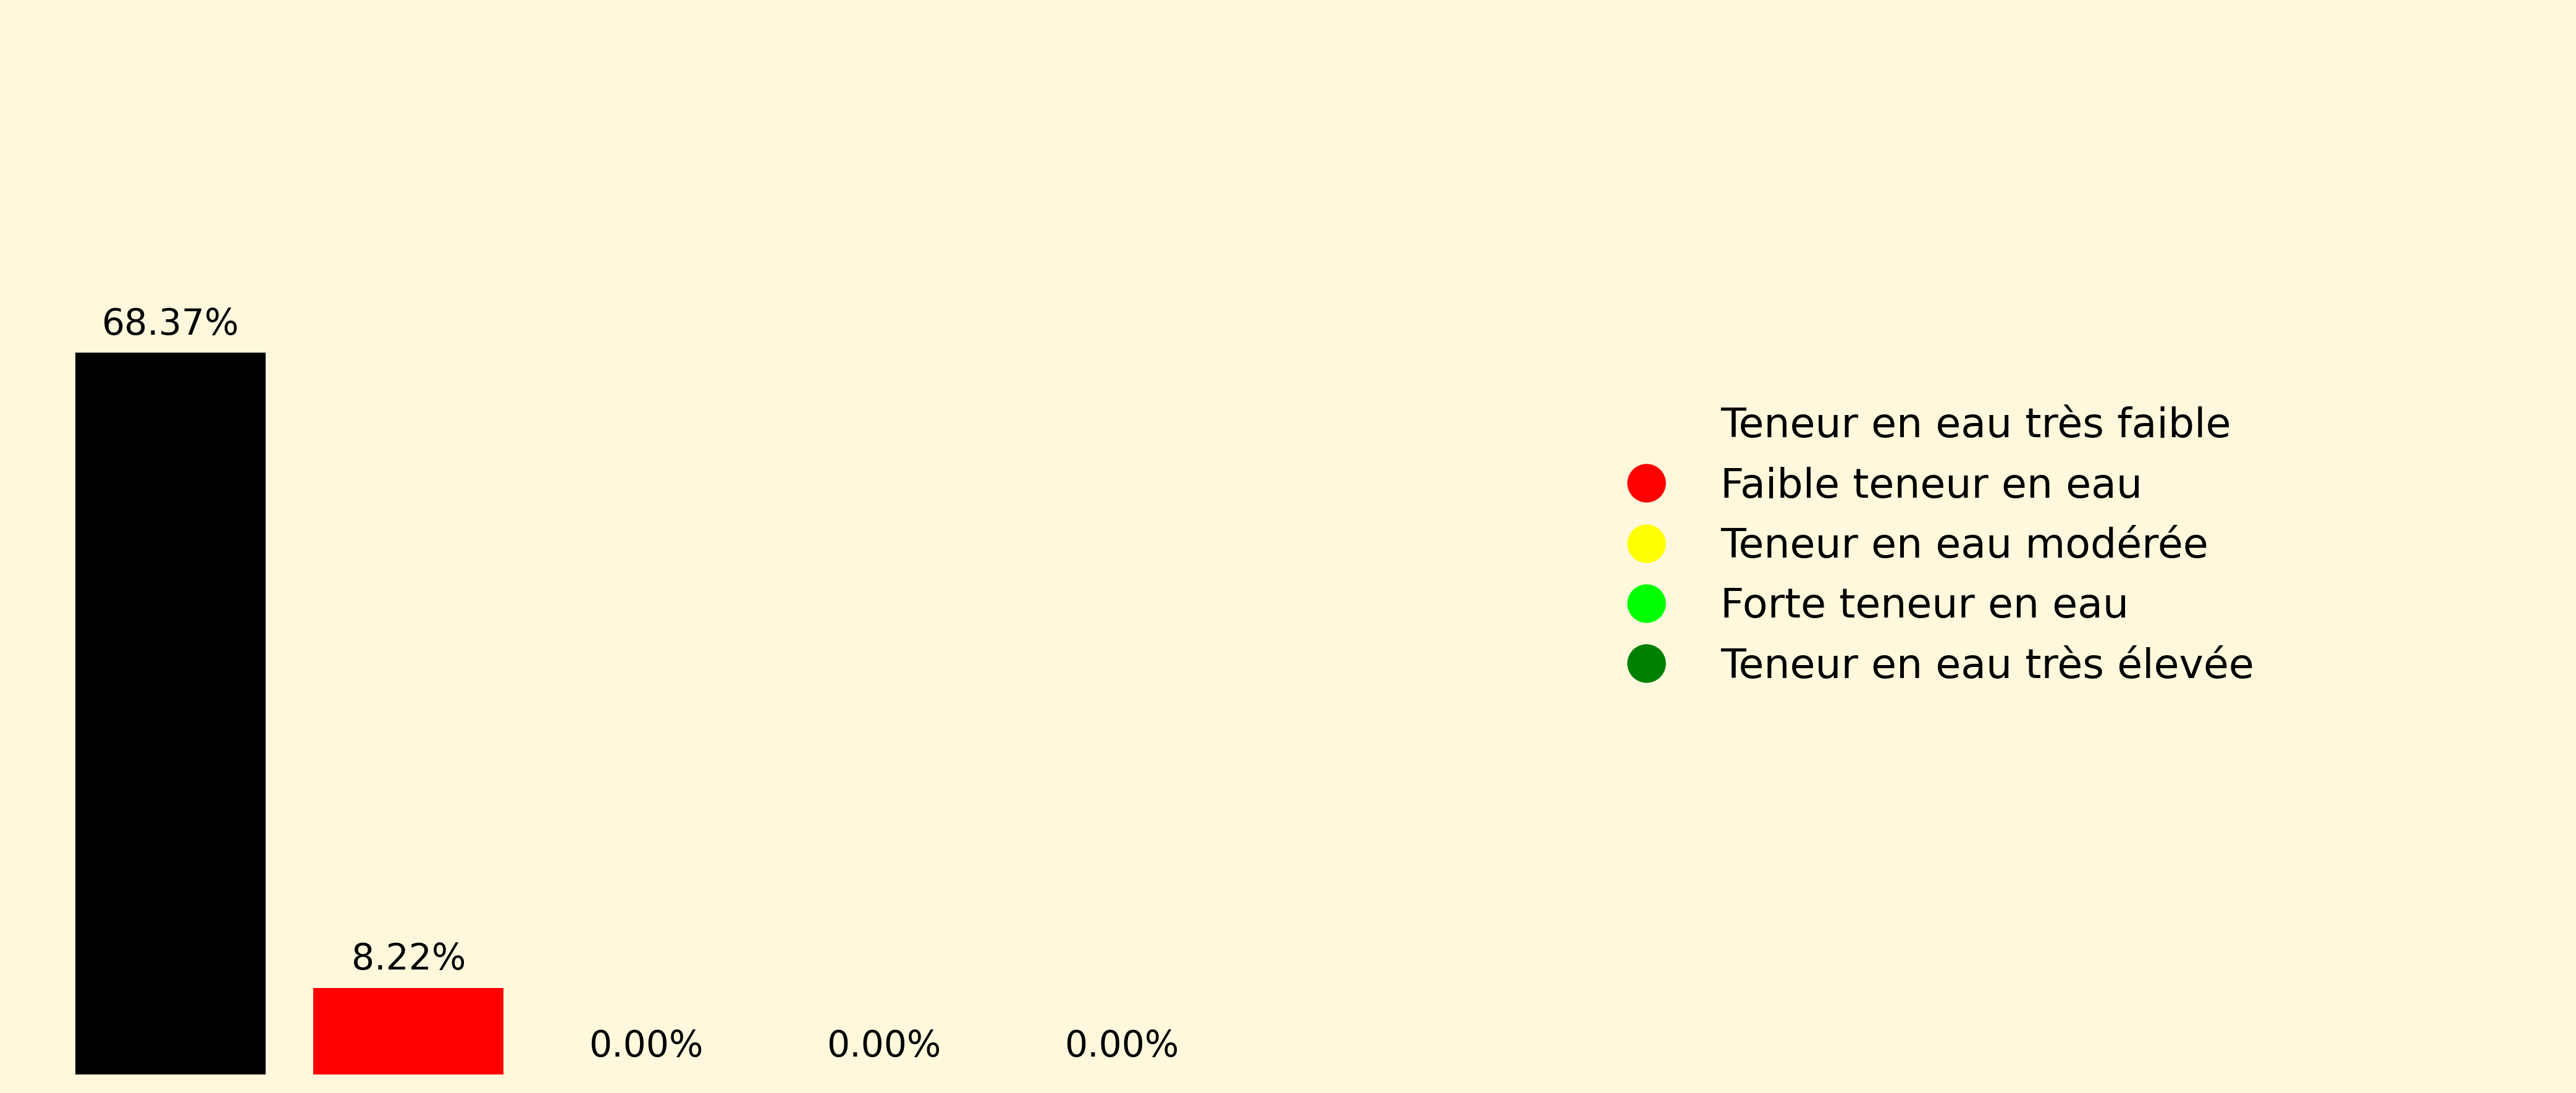 68.37%
8.22%
0.00%
0.00%
0.00%
Teneur en eau très faible
Faible teneur en eau
Teneur en eau modérée
Forte teneur en eau
Teneur en eau très élevée